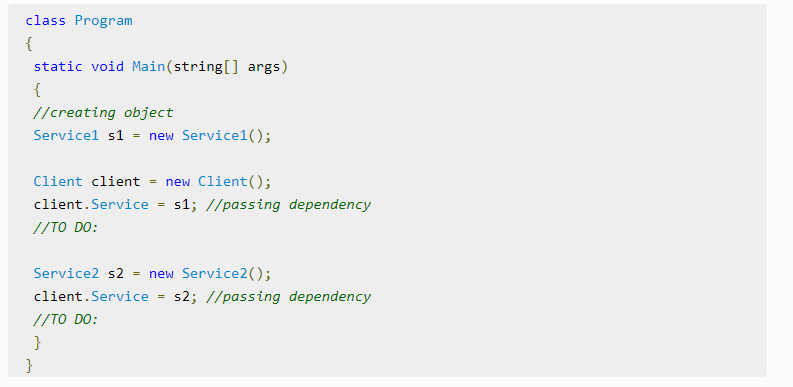 class Program
{
static void Main(string[] args)
{
//creating object
Service1 s1 = new Service1();
Client client = new Client();
client.Service = s1; //passing dependency
//TO DO:
Service2 s2 = new Service2();
client.Service = s2; //passing dependency
//TO DO:
}
}